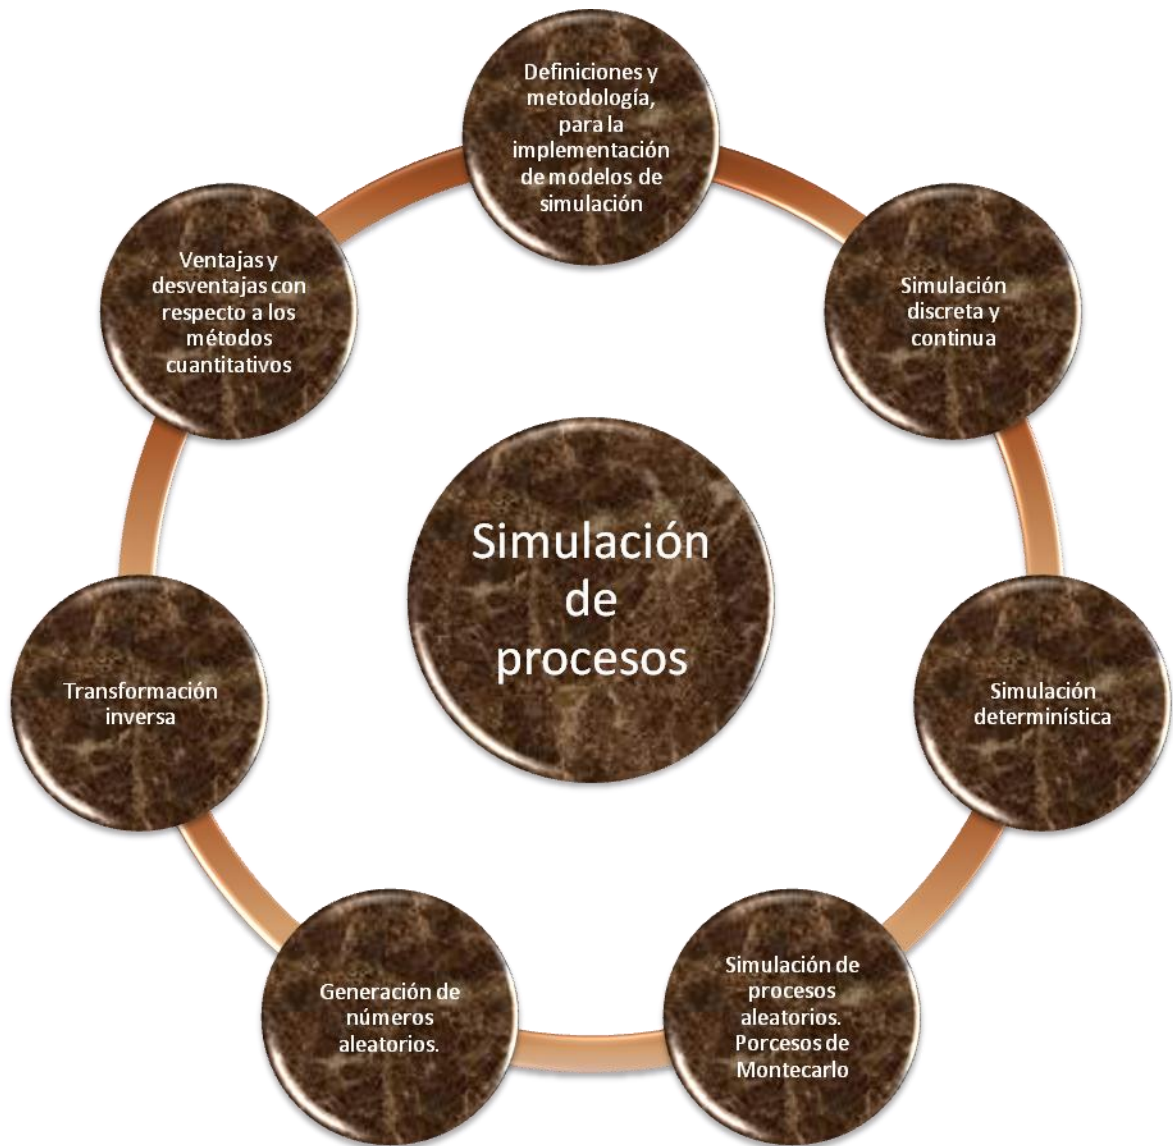 Definiciones y
metodología,
para la
implementación
de modelos de
simulación
Simulación
discreta y
continua
Simulación
determinística
Simulación de
procesos
aleatorios.
Porcesos de
Montecarlo
Generación de
números
aleatorios.
Transformación
inversa
Ventajas y
desventajas con
respecto a los
métodos
cuantitativos
Simulación
de
procesos